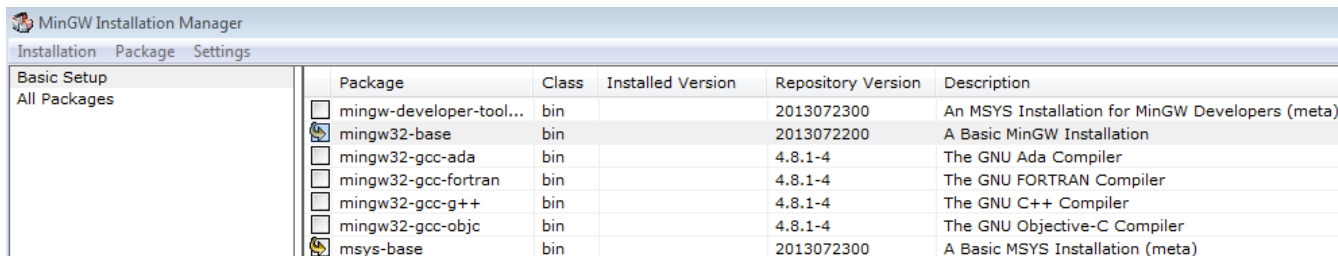 MinGW Installation Manager
Installation Package Settings
Basic Setup
All Packages
Package Class Installed Version Repository Version Description
mingw-developer-tool... bin 2013072300 An MSYS Installation for MinGW Developers (meta)
mingw32-base bin 2013072200 A Basic MinGW Installation
mingw32-gcc-ada bin 4.8.1-4 The GNU Ada Compiler
mingw32-gcc-fortran bin 4.8.1-4 The GNU FORTRAN Compiler
mingw32-gcc-g++ bin 4.8.1-4 The GNU C++ Compiler
mingw32-gcc-objc bin 4.8.1-4 The GNU Objective-C Compiler
msys-base bin 2013072300 A Basic MSYS Installation (meta)